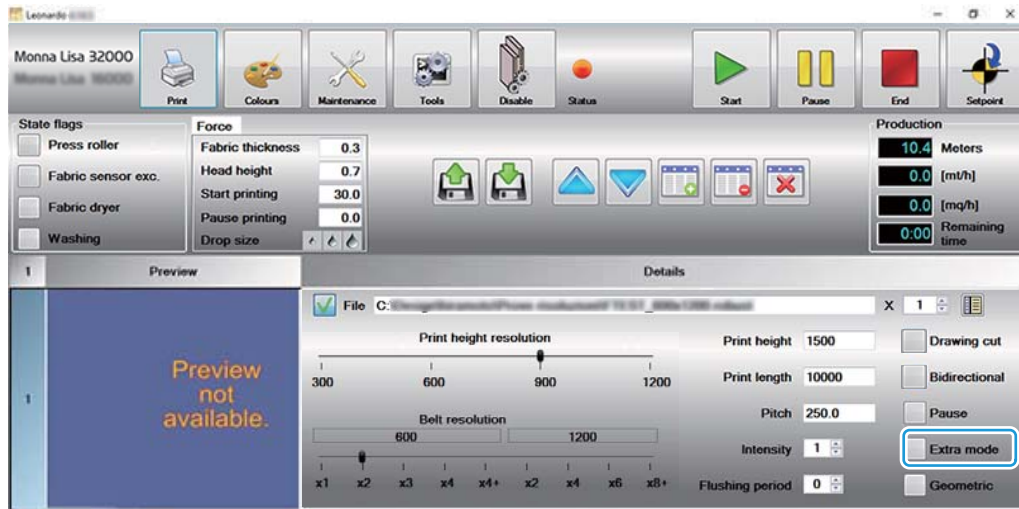 Leonardo
Monna Lisa 32000
Print
Colours
Maintenance
Tools
Disable
Status
Start
Pause
End
Setpoint
State flags
Press roller
Fabric sensor exc.
Fabric dryer
Washing
Force
Fabric thickness 0.3
Head height 0.7
Start printing 30.0
Pause printing 0.0
Drop size
Production
10.4 Meters
0.0 [mt/h]
0.0 [mq/h]
0:00 Remaining
time
1 Preview
Details
1
Preview
not
available.
File C: X 1
Print height resolution
300 600 900 1200
Belt resolution
600 1200
x1 x2 x3 x4 x4+ x2 x4 x6 x8+
Print height 1500
Print length 10000
Pitch 250.0
Intensity 1
Flushing period 0
Drawing cut
Bidirectional
Pause
Extra mode
Geometric